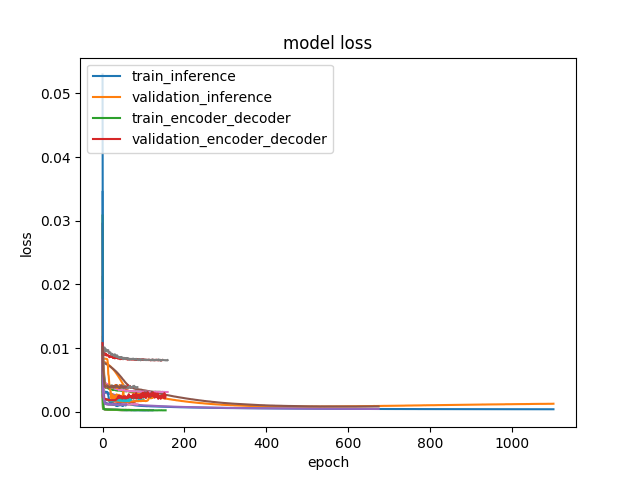 model loss
train_inference
validation_inference
train_encoder_decoder
validation_encoder_decoder
0.05
0.04
0.03
0.02
0.01
0.00
loss
0 200 400 600 800 1000
epoch